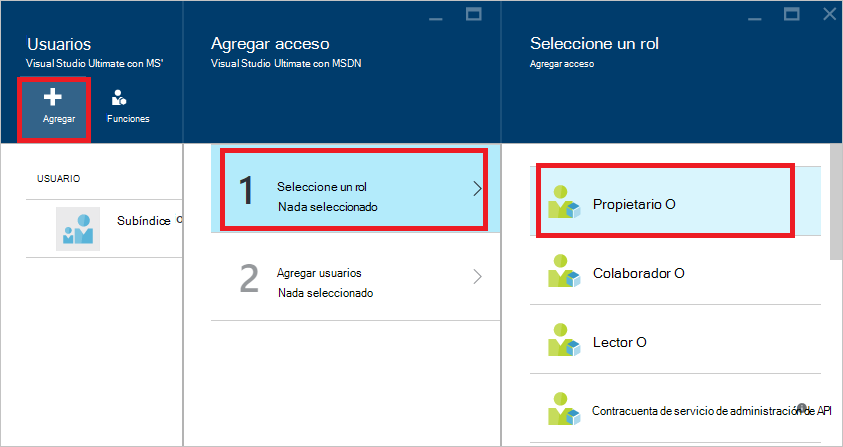 Usuarios
Visual Studio Ultimate con MS'
Agregar
Funciones
USUARIO
Subíndice o
Agregar acceso
Visual Studio Ultimate con MSDN
1
Seleccione un rol
Nada seleccionado
2
Agregar usuarios
Nada seleccionado
Seleccione un rol
Agregar acceso
Propietario O
Colaborador O
Lector O
Contracuenta de servicio de administración de API